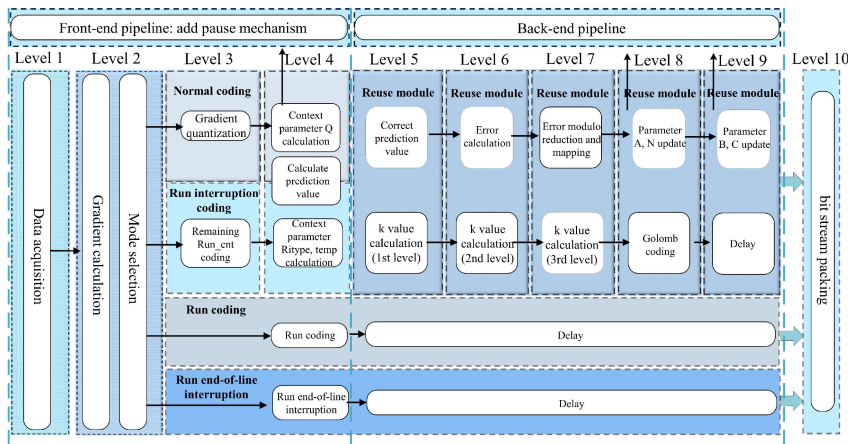 Front-end pipeline: add pause mechanism
Back-end pipeline
Level 1
Level 2
Level 3
Level 4
Level 5
Level 6
Level 7
Level 8
Level 9
Level 10
Data acquisition
Gradient calculation
Mode selection
Normal coding
Gradient
quantization
Context
parameter Q
calculation
Calculate
prediction
value
Run interruption
coding
Remaining
Run_cnt
coding
Context
parameter
Ritype, temp
calculation
Reuse module
Correct
prediction
value
k value
calculation
(1st level)
Reuse module
Error
calculation
k value
calculation
(2nd level)
Reuse module
Error modulo
reduction and
mapping
k value
calculation
(3rd level)
Reuse module
Parameter
A, N update
Golomb
coding
Reuse module
Parameter
B, C update
Delay
Run coding
Run coding
Delay
Run end-of-line
interruption
Run end-of-line
interruption
Delay
bit stream packing